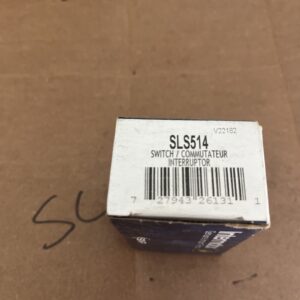 V22182
SLS514
SWITCH / COMMUTATEUR
INTERRUPTOR
7 27943 26131 1